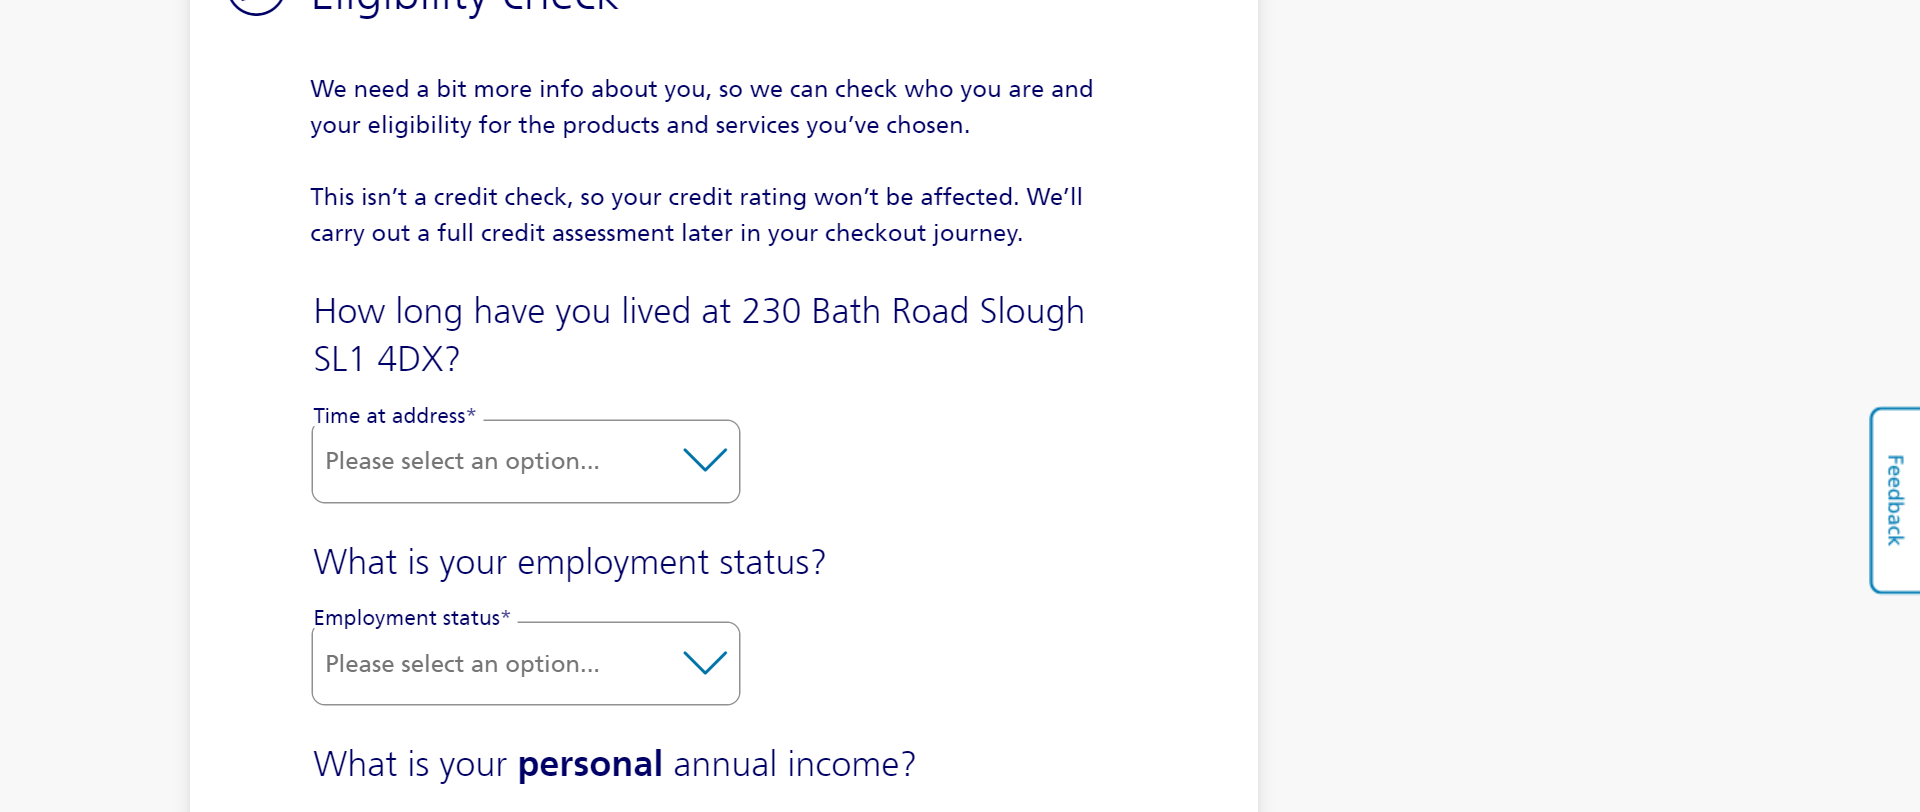 Eligibility check
We need a bit more info about you, so we can check who you are and
your eligibility for the products and services you’ve chosen.
This isn’t a credit check, so your credit rating won’t be affected. We’ll
carry out a full credit assessment later in your checkout journey.
How long have you lived at 230 Bath Road Slough
SL1 4DX?
Time at address*
Please select an option...
What is your employment status?
Employment status*
Please select an option...
What is your personal annual income?
Feedback